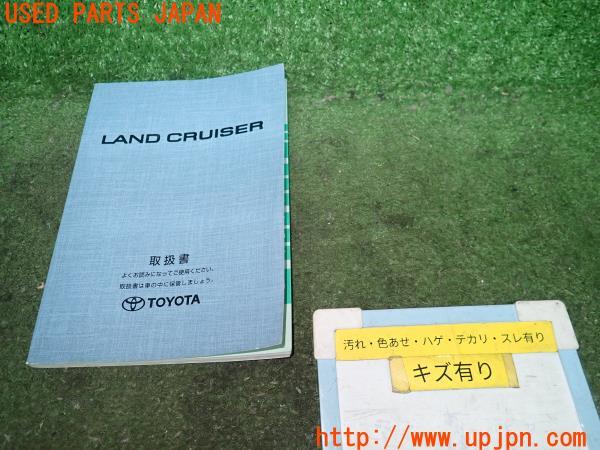 USED PARTS JAPAN
LAND CRUISER
取扱書
よくお読みになってご使用ください。
取扱書は車の中に保管しましょう。
TOYOTA
汚れ・色あせ・ハゲ・テカリ・スレ有り
キズ有り
http://www.upjpn.com